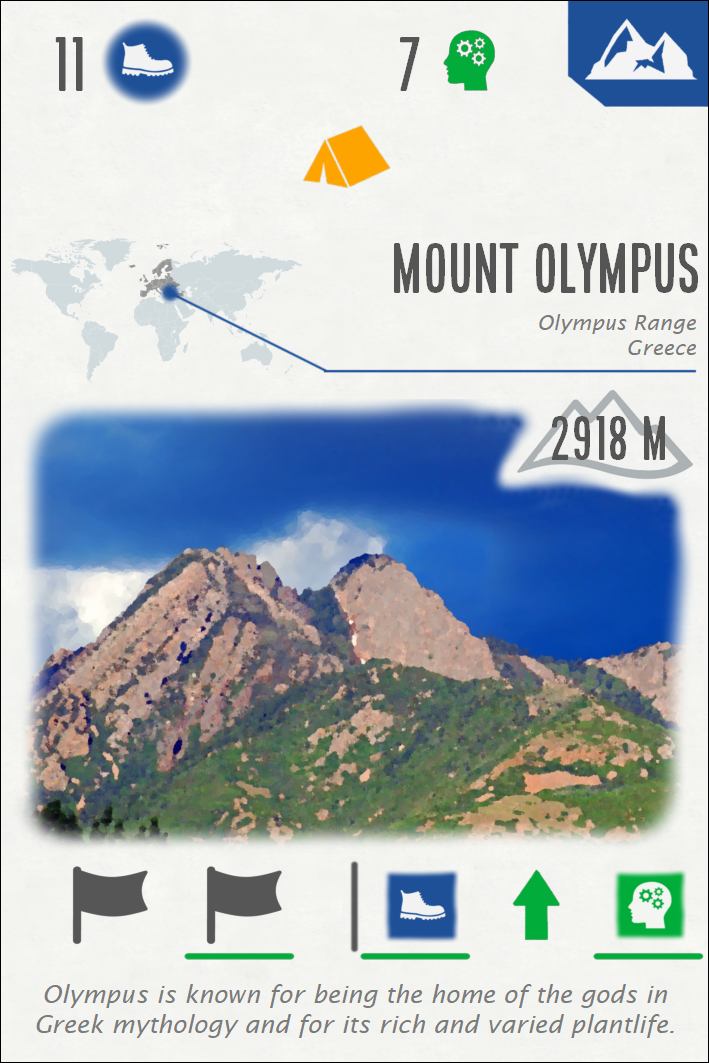 11
7
MOUNT OLYMPUS
Olympus Range
Greece
2918 M
Olympus is known for being the home of the gods in
Greek mythology and for its rich and varied plantlife.